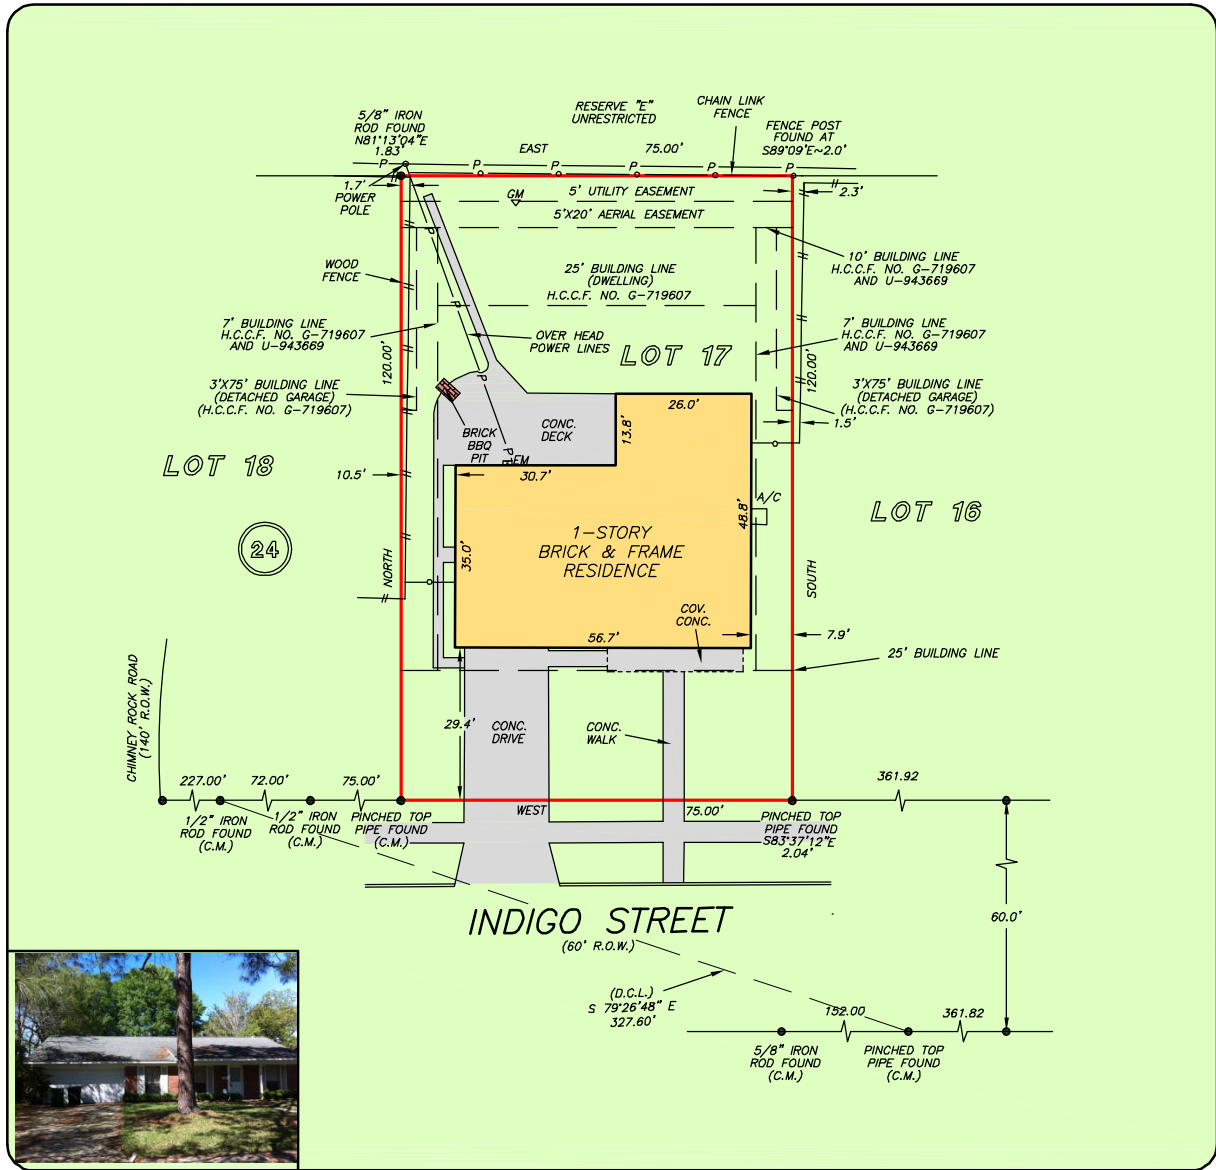 RESERVE "E"
UNRESTRICTED
CHAIN LINK
FENCE
5/8" IRON
ROD FOUND
N81°13'04"E
1.83'
FENCE POST
FOUND AT
S89°09'E~2.0'
EAST
75.00'
P
P
P
P
P
P
1.7'
POWER
POLE
GM
5' UTILITY EASEMENT
2.3'
5'X20' AERIAL EASEMENT
P
WOOD
FENCE
25' BUILDING LINE
(DWELLING)
H.C.C.F. NO. G-719607
10' BUILDING LINE
H.C.C.F. NO. G-719607
AND U-943669
P
7' BUILDING LINE
H.C.C.F. NO. G-719607
AND U-943669
OVER HEAD
POWER LINES
LOT 17
7' BUILDING LINE
H.C.C.F. NO. G-719607
AND U-943669
120.00'
120.00'
3'X75' BUILDING LINE
(DETACHED GARAGE)
(H.C.C.F. NO. G-719607)
P
3'X75' BUILDING LINE
(DETACHED GARAGE)
(H.C.C.F. NO. G-719607)
26.0'
1.5'
BRICK
BBQ
PIT
CONC.
DECK
13.8'
P
EM
E
LOT 18
10.5'
30.7'
A/C
LOT 16
48.8'
24
1-STORY
BRICK & FRAME
RESIDENCE
35.0'
NORTH
SOUTH
COV.
CONC.
56.7'
7.9'
25' BUILDING LINE
CHIMNEY ROCK ROAD
(140' R.O.W.)
29.4'
CONC.
DRIVE
CONC.
WALK
227.00'
72.00'
75.00'
361.92
WEST
75.00'
1/2" IRON
ROD FOUND
(C.M.)
1/2" IRON
ROD FOUND
(C.M.)
PINCHED TOP
PIPE FOUND
(C.M.)
PINCHED TOP
PIPE FOUND
S83°37'12"E
2.04'
INDIGO STREET
(60' R.O.W.)
60.0'
(D.C.L.)
S 79°26'48" E
327.60'
152.00
361.82
5/8" IRON
ROD FOUND
(C.M.)
PINCHED TOP
PIPE FOUND
(C.M.)